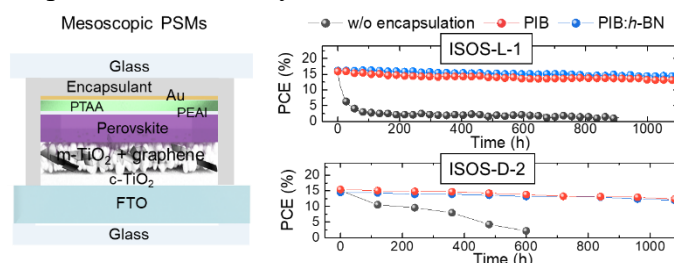 Mesoscopic PSMs
Glass
Encapsulant
Au
PTAA
PEAI
Perovskite
m-TiO₂ + graphene
c-TiO₂
FTO
Glass
w/o encapsulation PIB PIB:h-BN
ISOS-L-1
PCE (%)
20
15
10
5
0
0 200 400 600 800 1000
Time (h)
ISOS-D-2
PCE (%)
20
15
10
5
0
0 200 400 600 800 1000
Time (h)